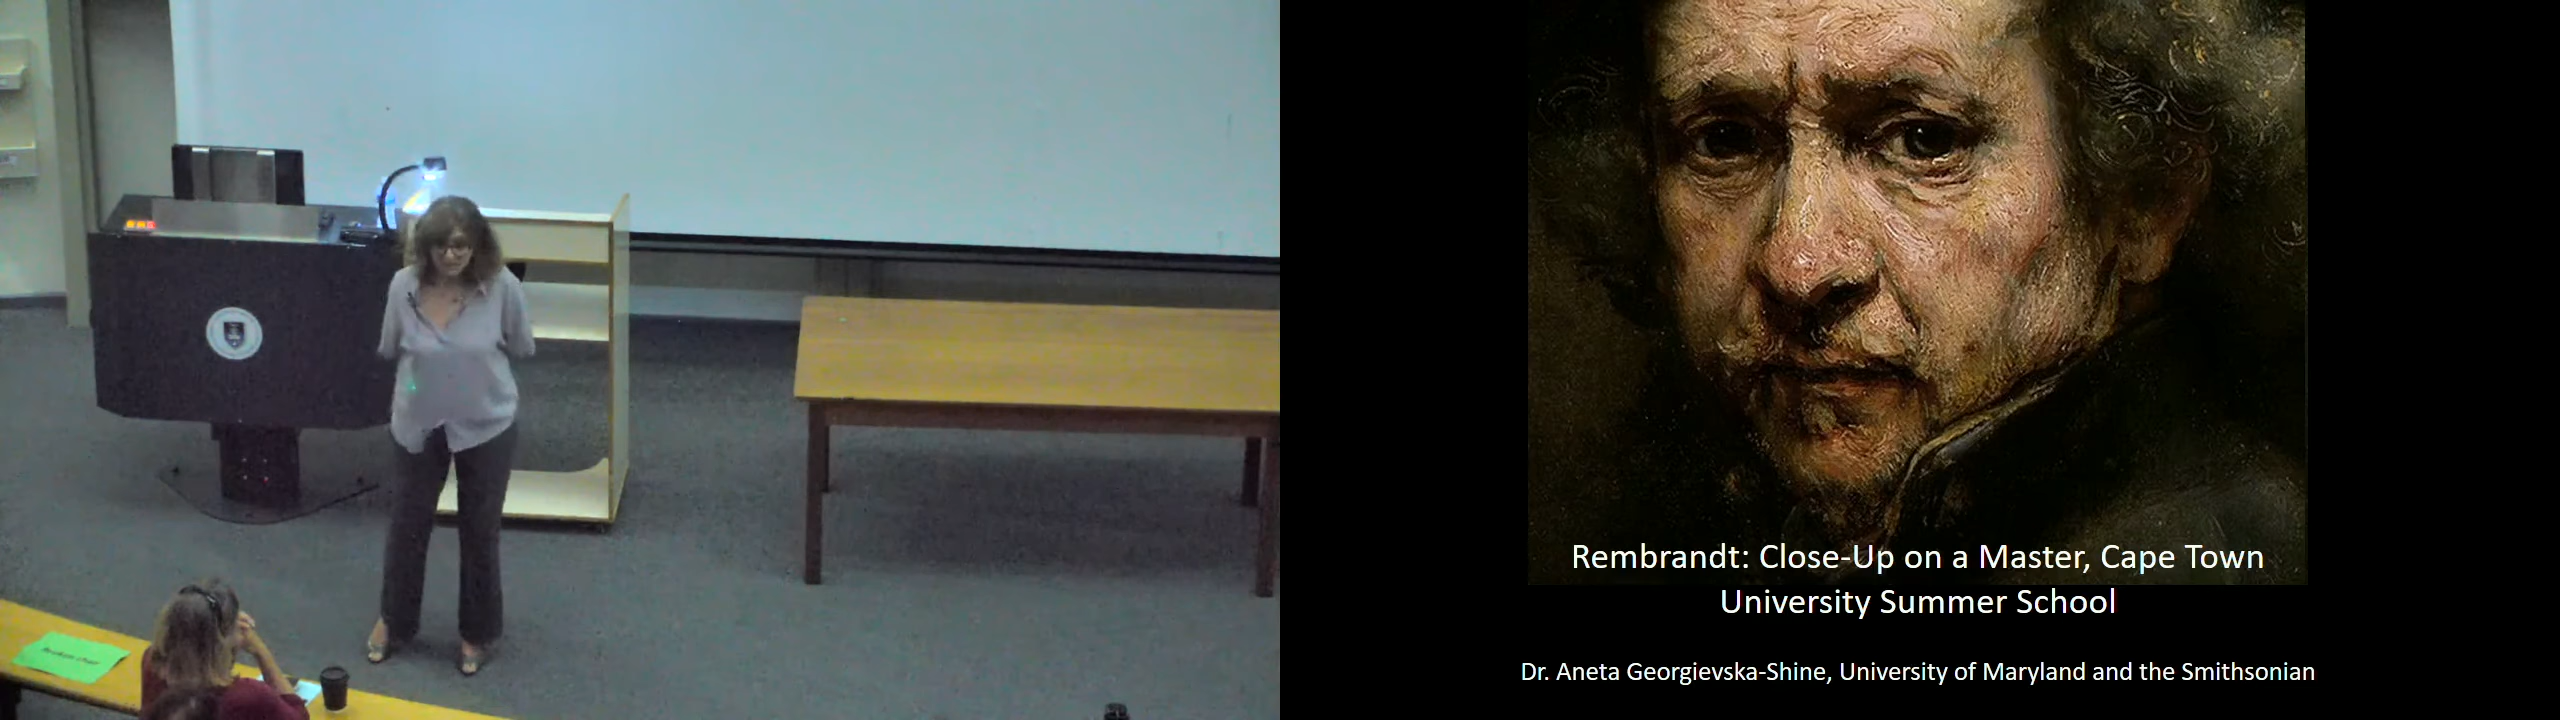 Rembrandt: Close-Up on a Master, Cape Town
University Summer School
Dr. Aneta Georgievska-Shine, University of Maryland and the Smithsonian